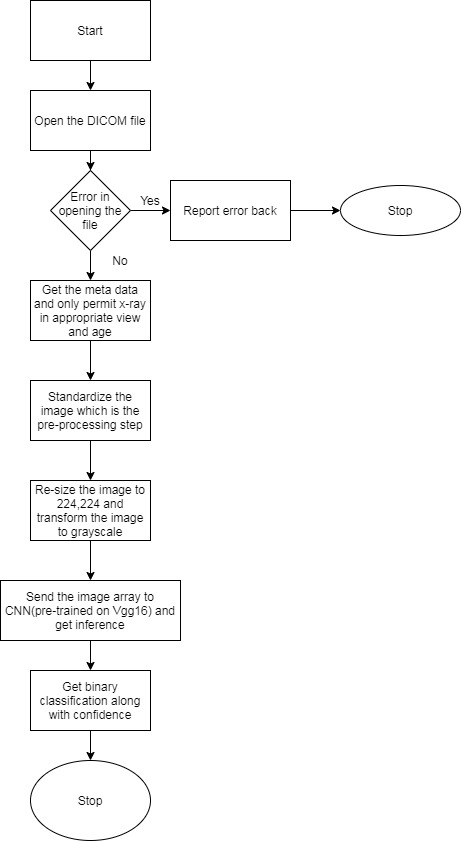 Start
Open the DICOM file
Error in
opening the
file
Yes
Report error back
Stop
No
Get the meta data
and only permit x-ray
in appropriate view
and age
Standardize the
image which is the
pre-processing step
Re-size the image to
224,224 and
transform the image
to grayscale
Send the image array to
CNN(pre-trained on Vgg16) and
get inference
Get binary
classification along
with confidence
Stop